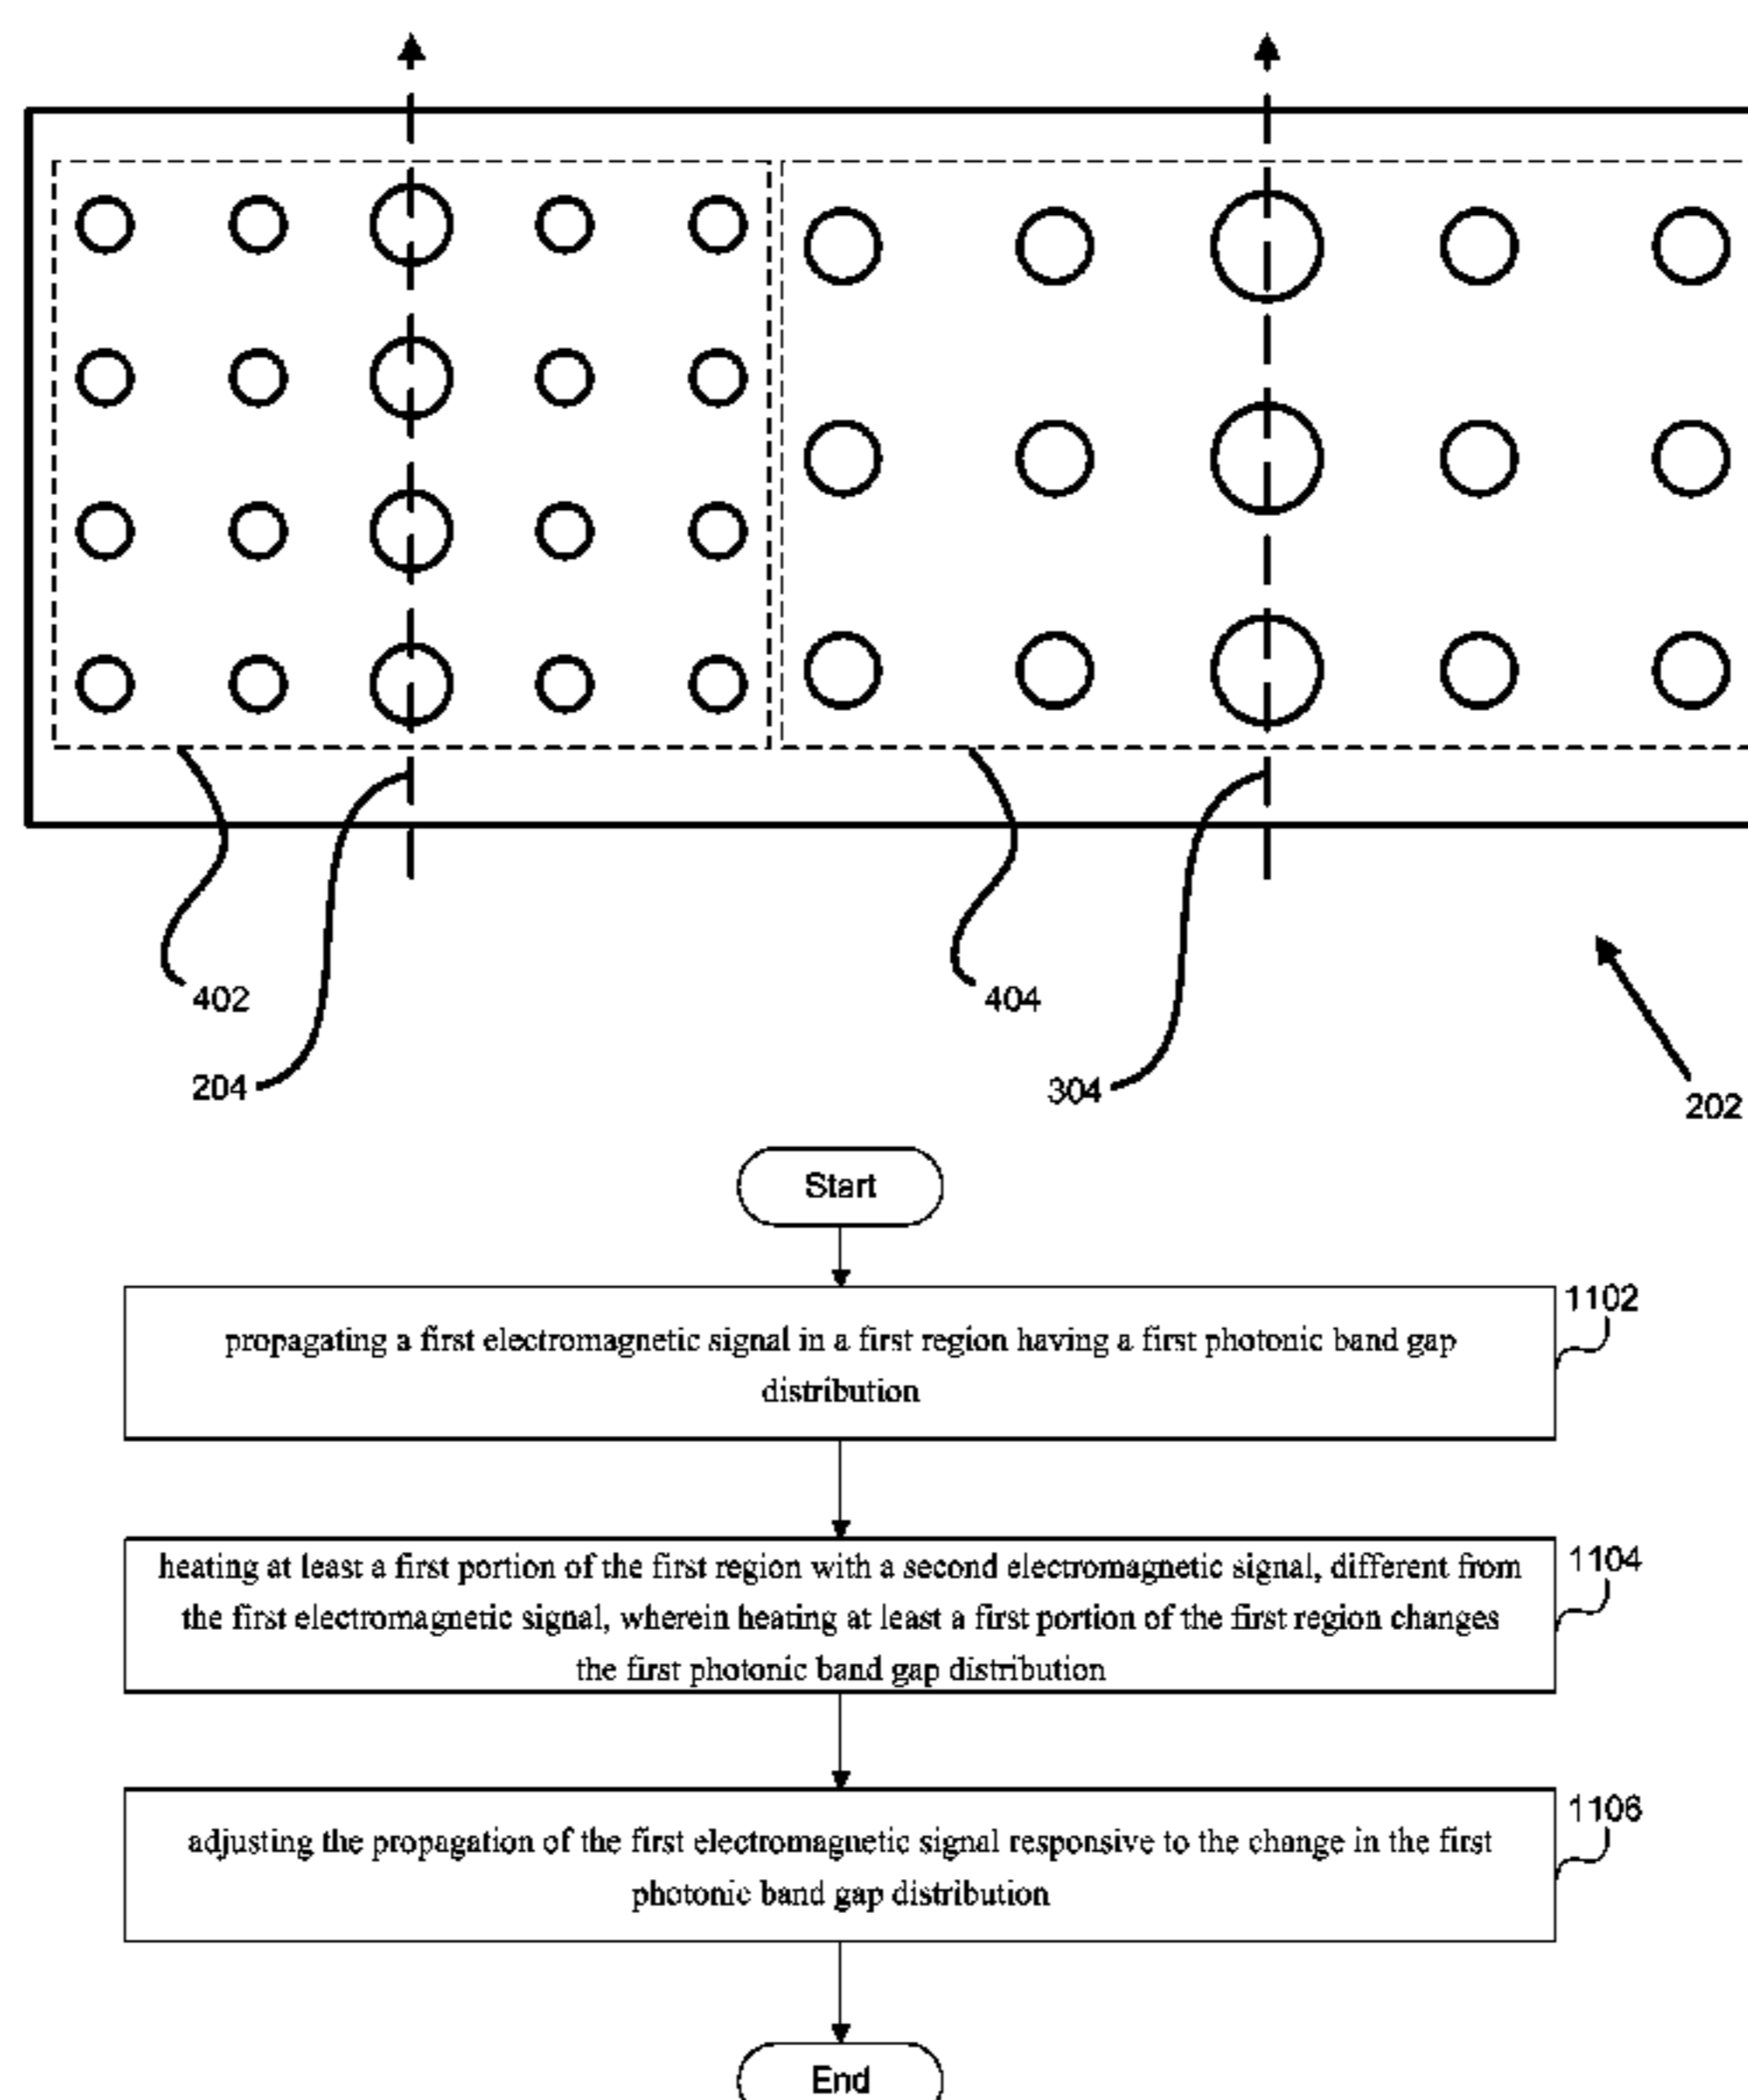 402
404
204
304
202
Start
1102
propagating a first electromagnetic signal in a first region having a first photonic band gap
distribution
1104
heating at least a first portion of the first region with a second electromagnetic signal, different from
the first electromagnetic signal, wherein heating at least a first portion of the first region changes
the first photonic band gap distribution
1106
adjusting the propagation of the first electromagnetic signal responsive to the change in the first
photonic band gap distribution
End